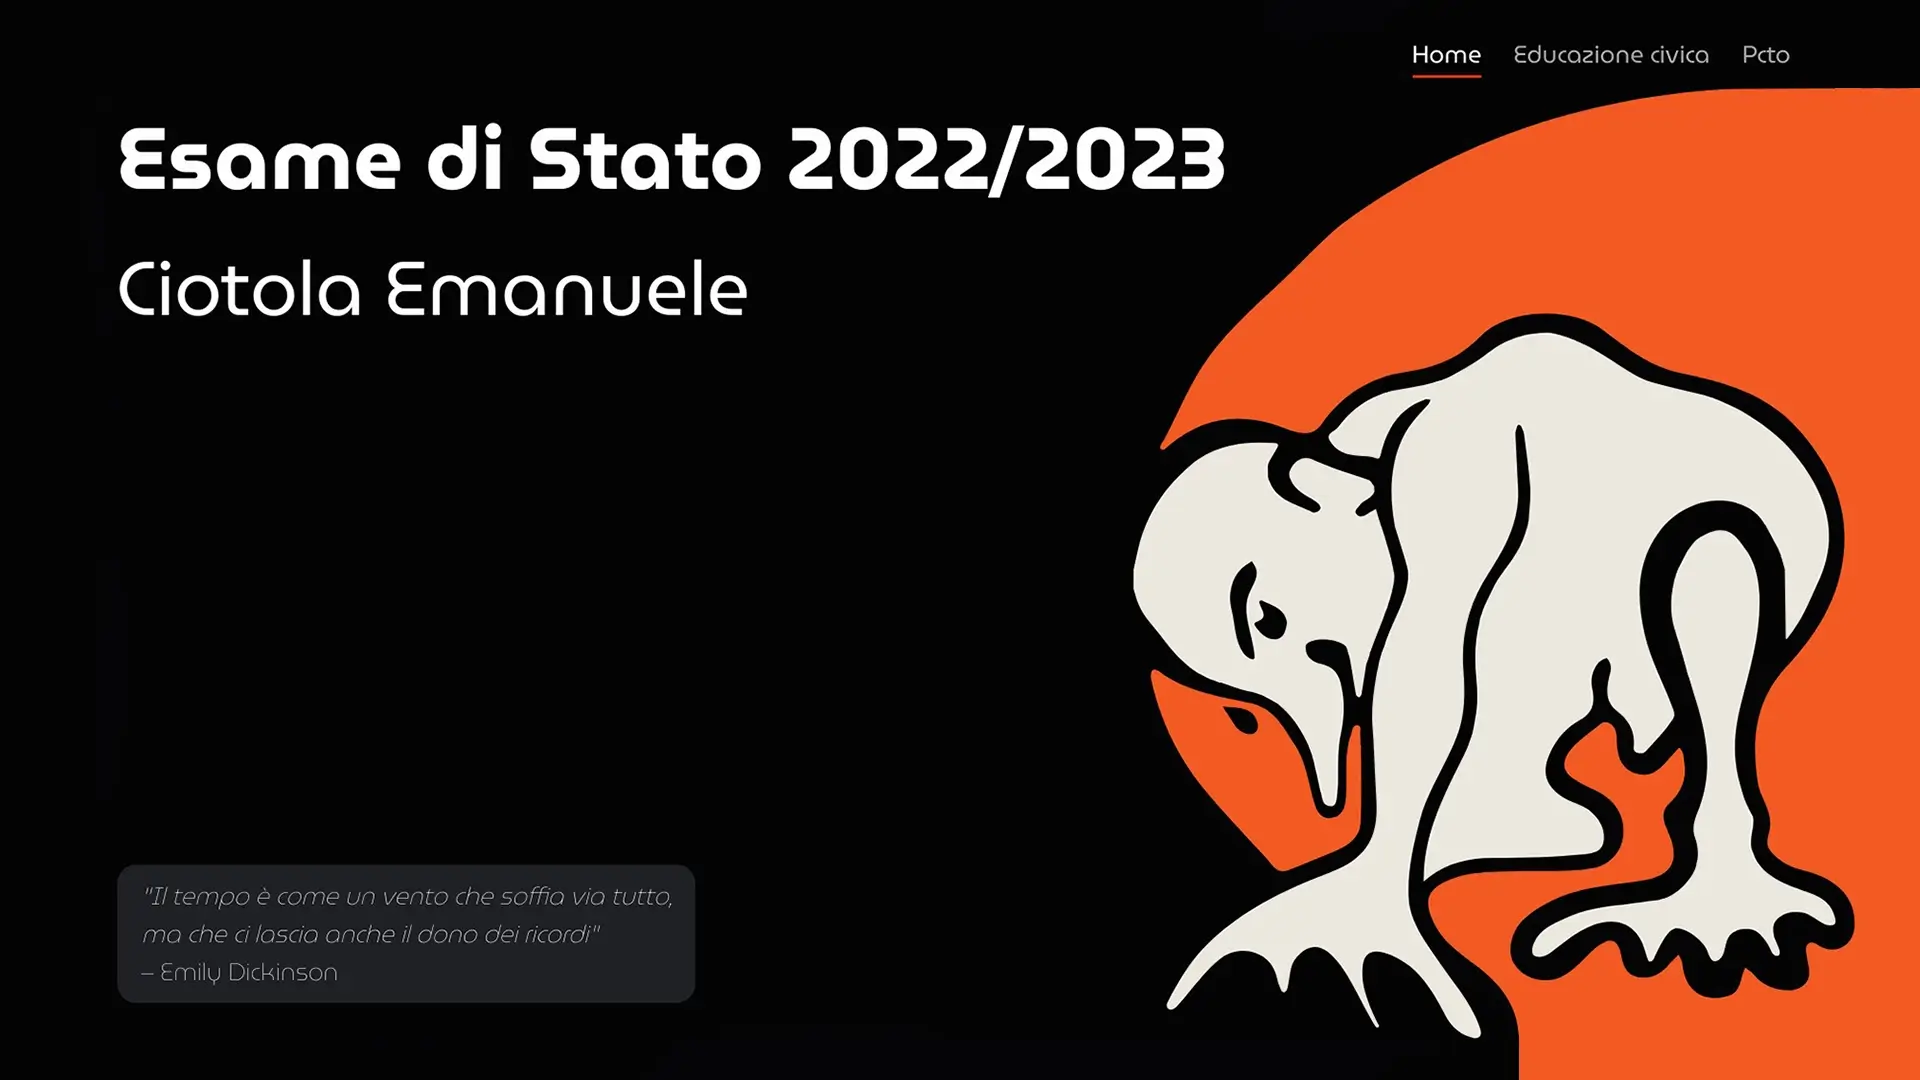 Home Educazione civica Pcto
Esame di Stato 2022/2023
Ciotola Emanuele
"Il tempo è come un vento che soffia via tutto,
ma che ci lascia anche il dono dei ricordi"
– Emily Dickinson